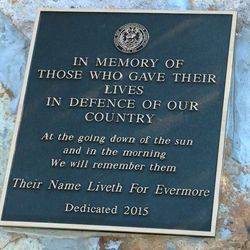 IN MEMORY OF
THOSE WHO GAVE THEIR
LIVES
IN DEFENCE OF OUR
COUNTRY
At the going down of the sun
and in the morning
We will remember them
Their Name Liveth For Evermore
Dedicated 2015